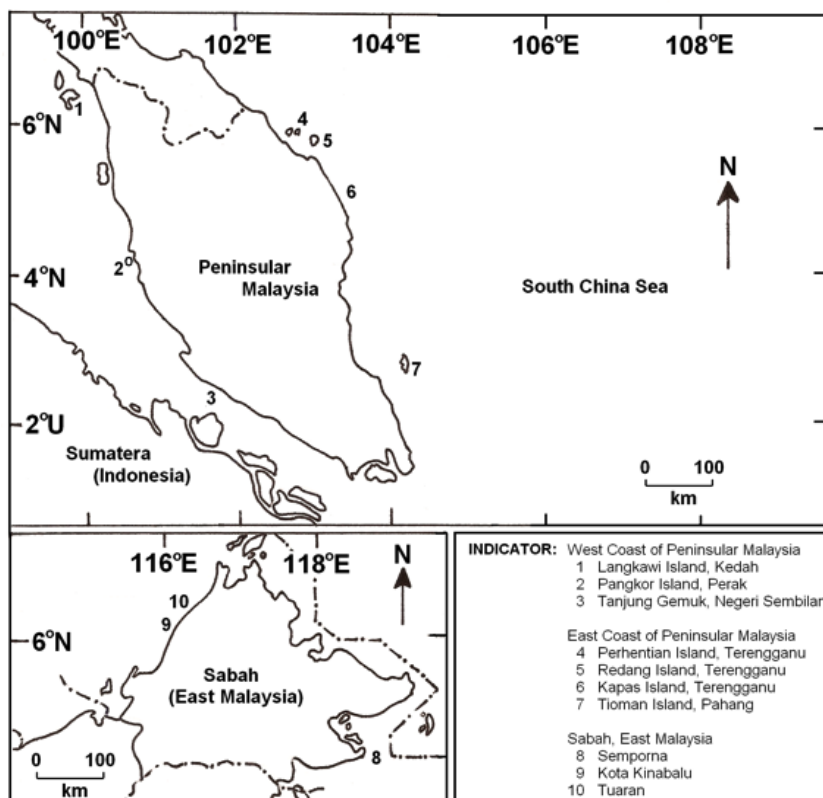 100°E 102°E 104°E 106°E 108°E
1
4
6°N
5
N
6
2
4°N
Peninsular
Malaysia
South China Sea
7
3
2°U
Sumatera
(Indonesia)
0 100
km
116°E 118°E
N
10
9
6°N
Sabah
(East Malaysia)
8
0 100
km
INDICATOR: West Coast of Peninsular Malaysia
1 Langkawi Island, Kedah
2 Pangkor Island, Perak
3 Tanjung Gemuk, Negeri Sembilan
East Coast of Peninsular Malaysia
4 Perhentian Island, Terengganu
5 Redang Island, Terengganu
6 Kapas Island, Terengganu
7 Tioman Island, Pahang
Sabah, East Malaysia
8 Semporna
9 Kota Kinabalu
10 Tuaran